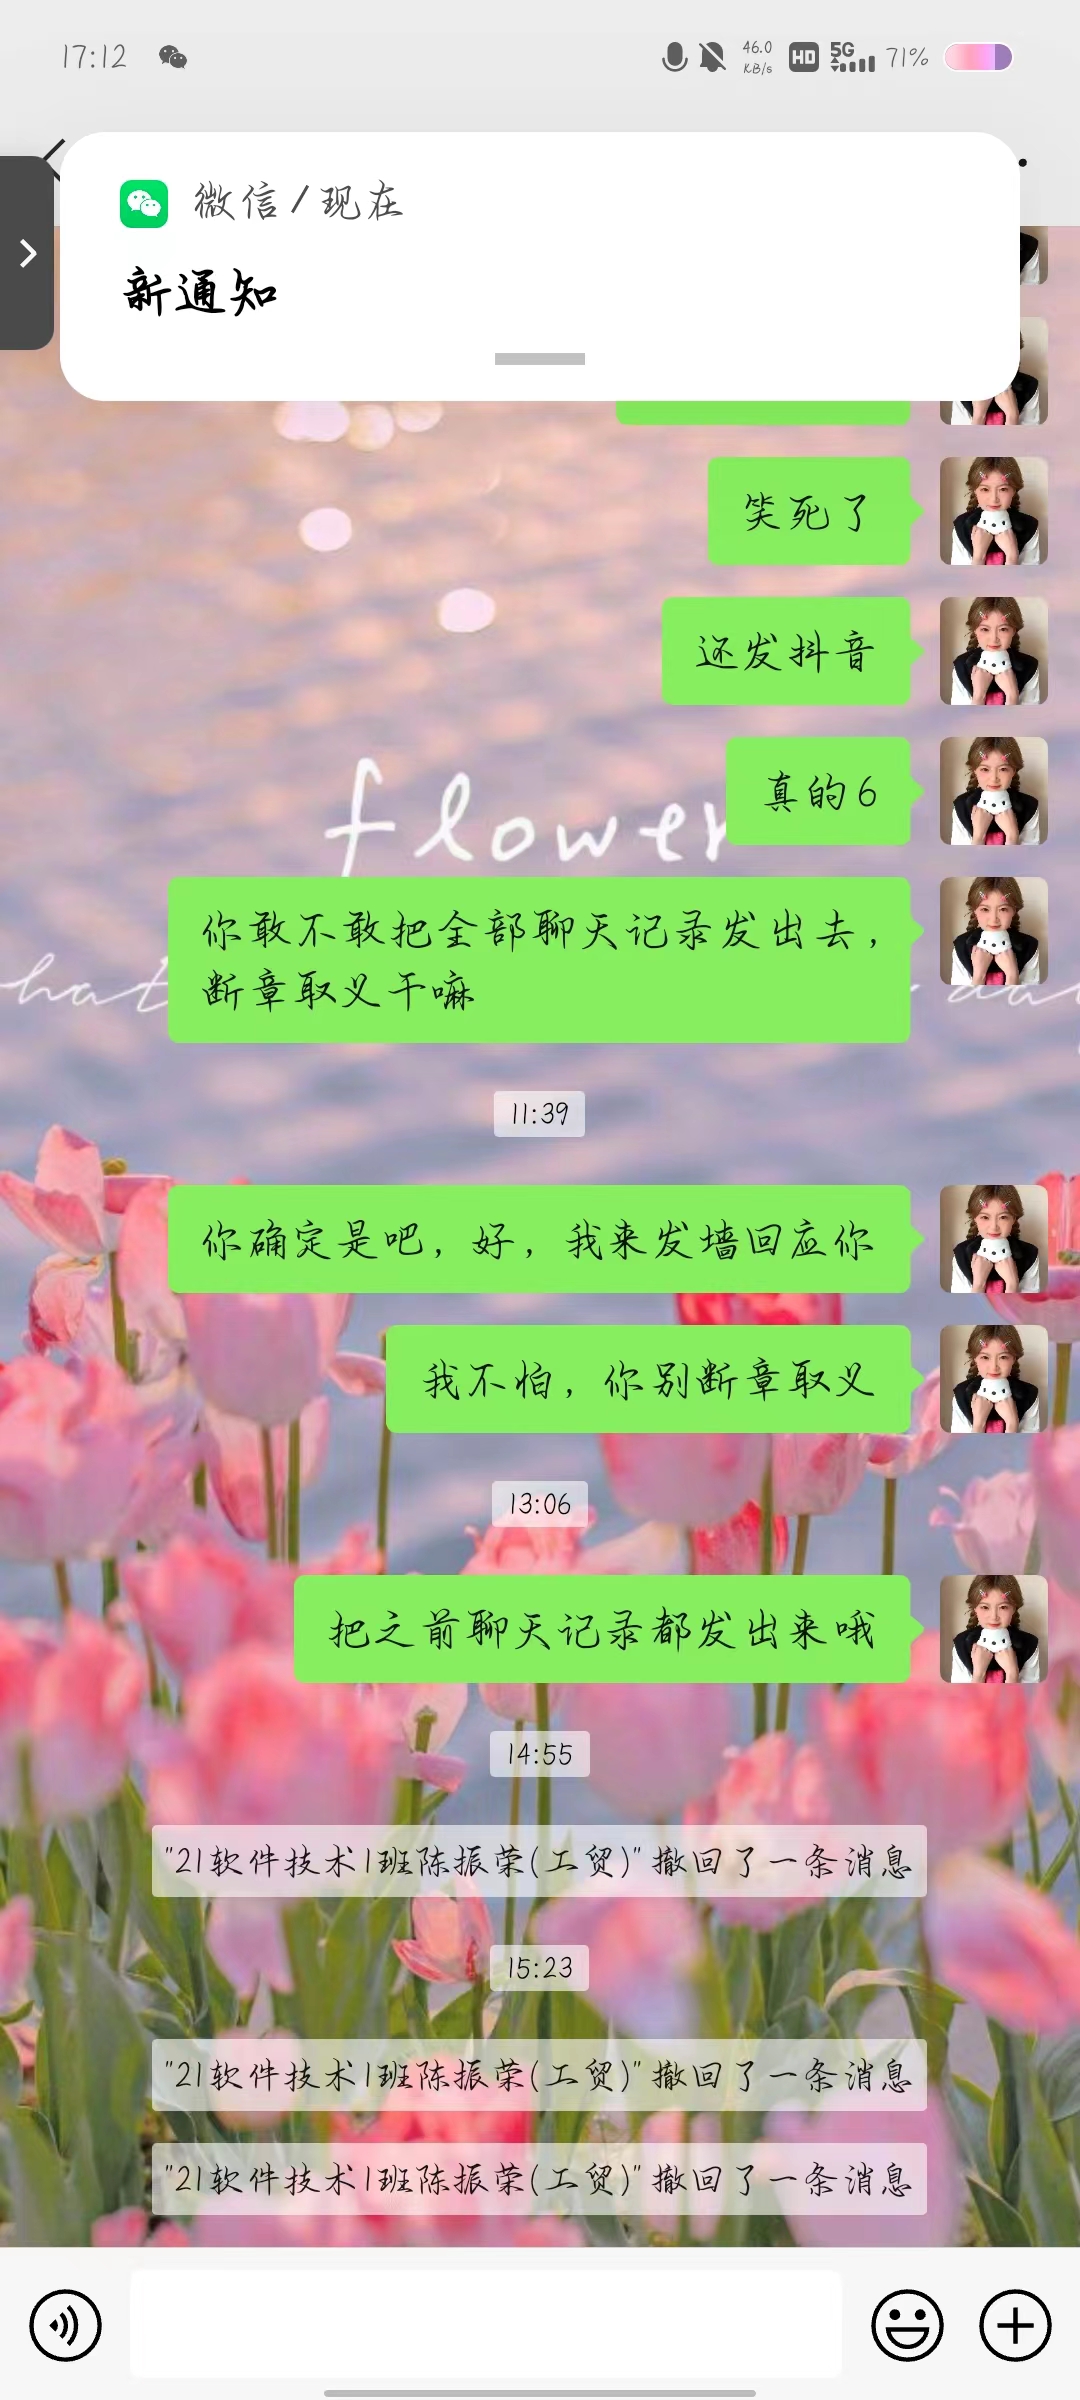 17:12
46.0
KB/s
HD
5G
71%
微信 / 现在
新通知
笑死了
还发抖音
真的6
flower
你敢不敢把全部聊天记录发出去，
断章取义干嘛
11:39
你确定是吧，好，我来发墙回应你
我不怕，你别断章取义
13:06
把之前聊天记录都发出来哦
14:55
"21软件技术1班陈振荣(工贸)" 撤回了一条消息
15:23
"21软件技术1班陈振荣(工贸)" 撤回了一条消息
"21软件技术1班陈振荣(工贸)" 撤回了一条消息